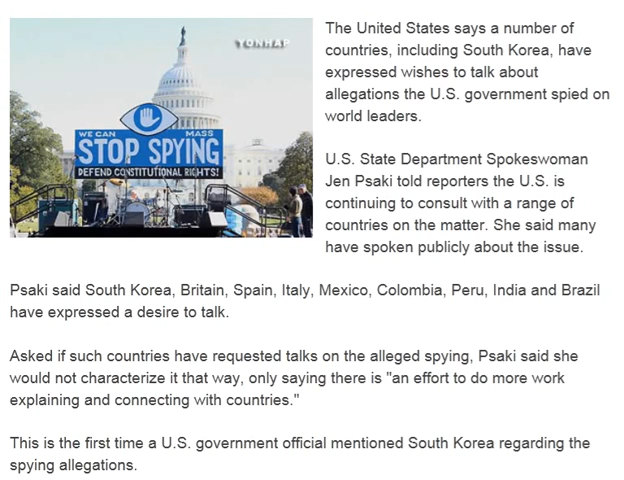 YONHAP
WE CAN MASS
STOP SPYING
DEFEND CONSTITUTIONAL RIGHTS!
The United States says a number of
countries, including South Korea, have
expressed wishes to talk about
allegations the U.S. government spied on
world leaders.
U.S. State Department Spokeswoman
Jen Psaki told reporters the U.S. is
continuing to consult with a range of
countries on the matter. She said many
have spoken publicly about the issue.
Psaki said South Korea, Britain, Spain, Italy, Mexico, Colombia, Peru, India and Brazil
have expressed a desire to talk.
Asked if such countries have requested talks on the alleged spying, Psaki said she
would not characterize it that way, only saying there is "an effort to do more work
explaining and connecting with countries."
This is the first time a U.S. government official mentioned South Korea regarding the
spying allegations.